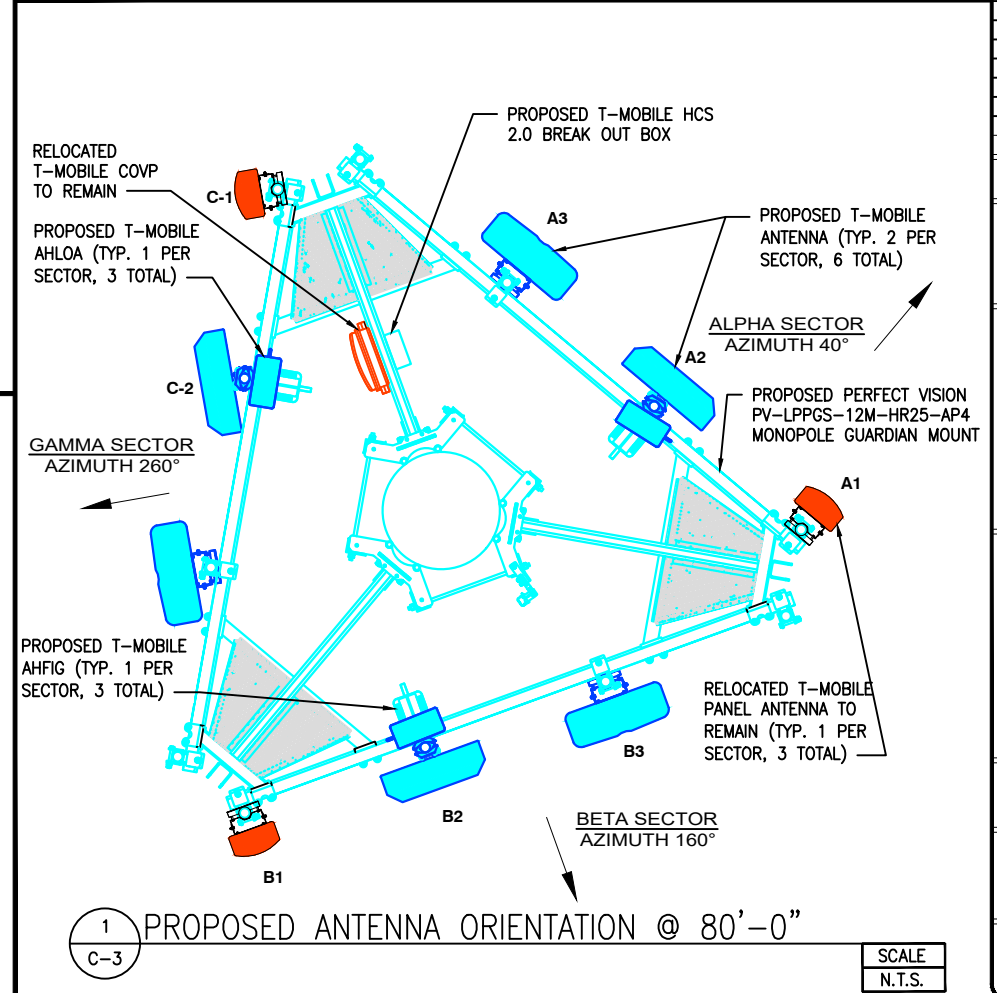 PROPOSED T-MOBILE HCS
2.0 BREAK OUT BOX
RELOCATED
T-MOBILE COVP
TO REMAIN
C-1
PROPOSED T-MOBILE
AHLOA (TYP. 1 PER
SECTOR, 3 TOTAL)
A3
PROPOSED T-MOBILE
ANTENNA (TYP. 2 PER
SECTOR, 6 TOTAL)
ALPHA SECTOR
AZIMUTH 40°
A2
C-2
PROPOSED PERFECT VISION
PV-LPPGS-12M-HR25-AP4
MONOPOLE GUARDIAN MOUNT
GAMMA SECTOR
AZIMUTH 260°
A1
PROPOSED T-MOBILE
AHFIG (TYP. 1 PER
SECTOR, 3 TOTAL)
RELOCATED T-MOBILE
PANEL ANTENNA TO
REMAIN (TYP. 1 PER
SECTOR, 3 TOTAL)
B3
B2
BETA SECTOR
AZIMUTH 160°
B1
1
C-3
PROPOSED ANTENNA ORIENTATION @ 80'-0"
SCALE
N.T.S.